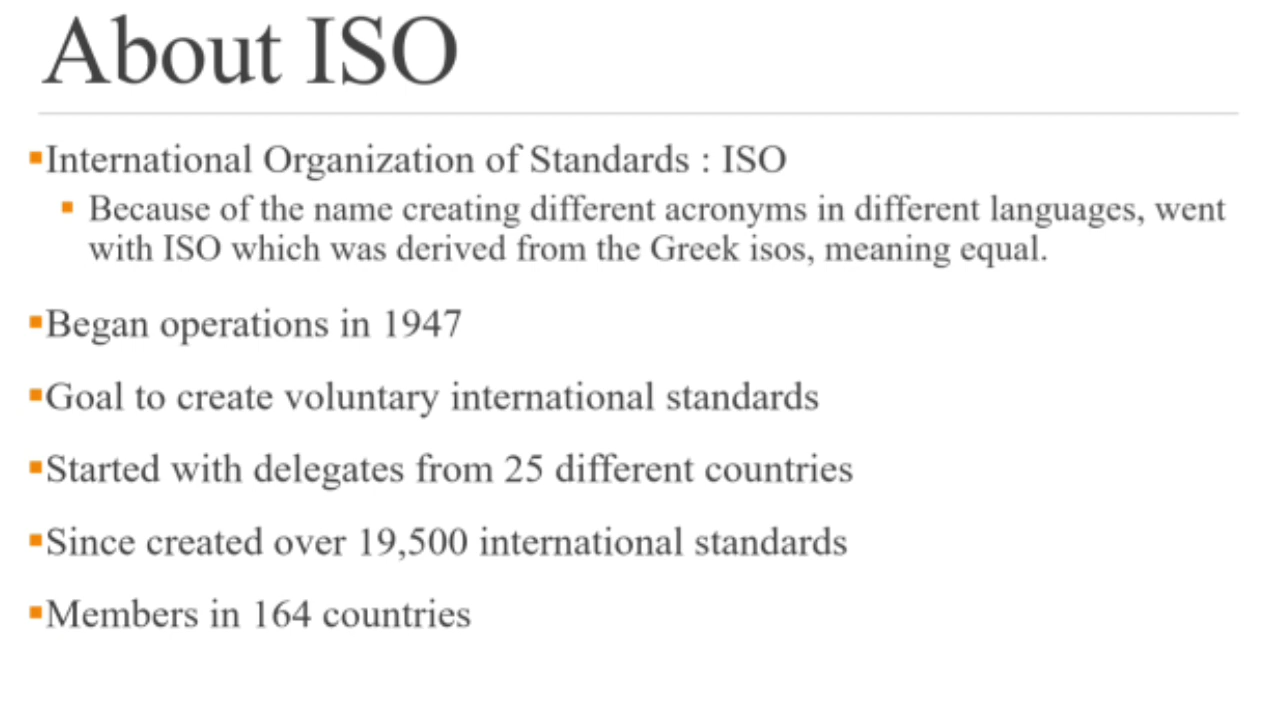 About ISO
International Organization of Standards : ISO
Because of the name creating different acronyms in different languages, went
with ISO which was derived from the Greek isos, meaning equal.
Began operations in 1947
Goal to create voluntary international standards
Started with delegates from 25 different countries
Since created over 19,500 international standards
Members in 164 countries